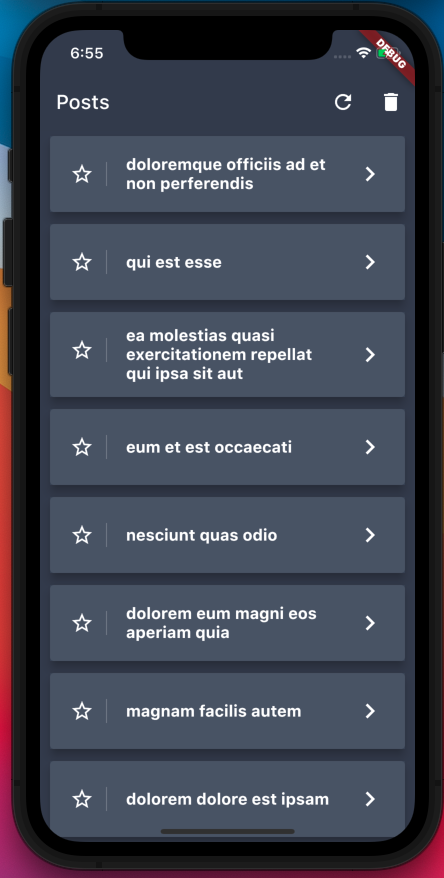 6:55
DEBUG
Posts
doloremque officiis ad et
non perferendis
qui est esse
ea molestias quasi
exercitationem repellat
qui ipsa sit aut
eum et est occaecati
nesciunt quas odio
dolorem eum magni eos
aperiam quia
magnam facilis autem
dolorem dolore est ipsam